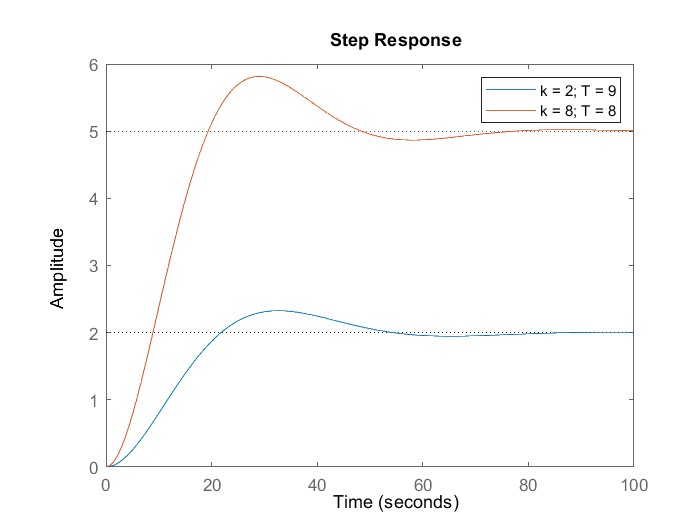 Step Response
6
5
4
3
2
1
0
Amplitude
k = 2; T = 9
k = 8; T = 8
0 20 40 60 80 100
Time (seconds)